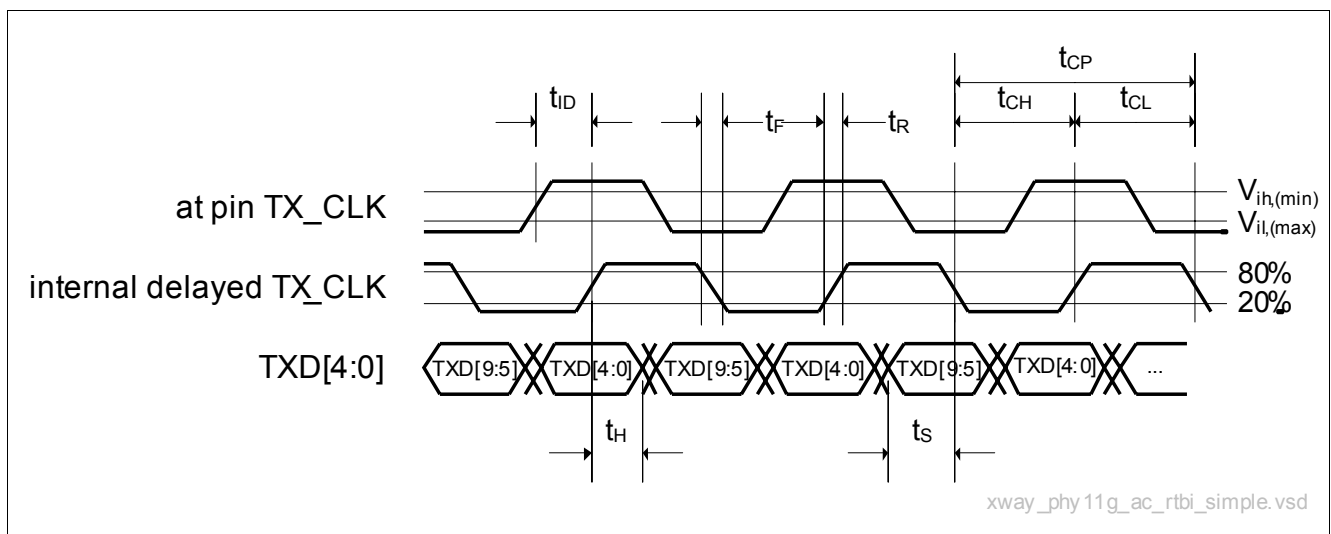 tCP
tID tF tR tCH tCL
at pin TX_CLK
Vih,(min)
Vil,(max)
internal delayed TX_CLK
80%
20%
TXD[4:0] TXD[9:5] TXD[4:0] TXD[9:5] TXD[4:0] TXD[9:5] TXD[4:0] ...
tH tS
xway_phy11g_ac_rtbi_simple.vsd